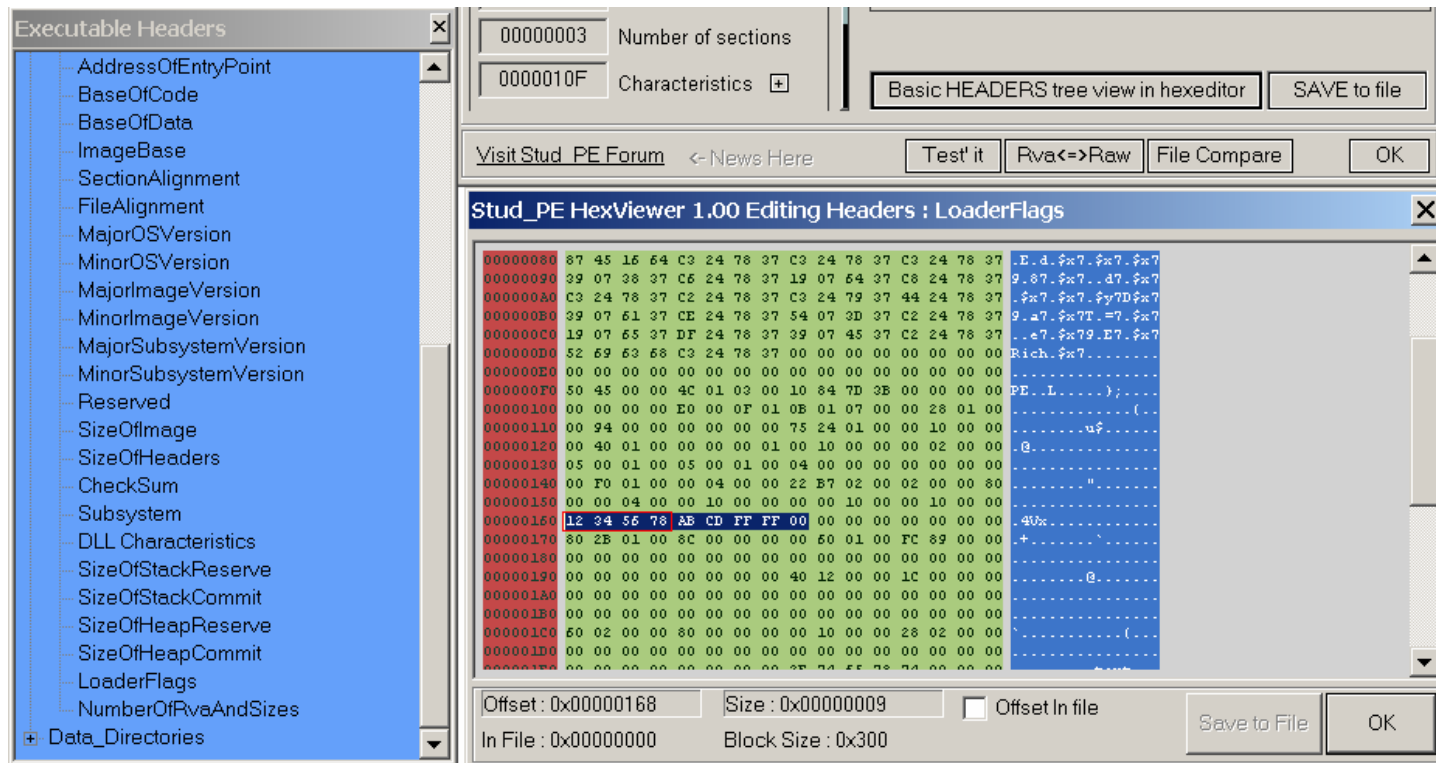 Executable Headers
AddressOfEntryPoint
BaseOfCode
BaseOfData
ImageBase
SectionAlignment
FileAlignment
MajorOSVersion
MinorOSVersion
MajorImageVersion
MinorImageVersion
MajorSubsystemVersion
MinorSubsystemVersion
Reserved
SizeOfImage
SizeOfHeaders
CheckSum
Subsystem
DLL Characteristics
SizeOfStackReserve
SizeOfStackCommit
SizeOfHeapReserve
SizeOfHeapCommit
LoaderFlags
NumberOfRvaAndSizes
Data_Directories
00000003 Number of sections
0000010F Characteristics
Basic HEADERS tree view in hexeditor SAVE to file
Visit Stud_PE Forum <- News Here Test' it Rva<=>Raw File Compare OK
Stud_PE HexViewer 1.00 Editing Headers : LoaderFlags
00000080 87 45 16 64 C3 24 78 37 C3 24 78 37 C3 24 78 37 .E.d.$x7.$x7.$x7
00000090 39 07 38 37 C6 24 78 37 19 07 64 37 C8 24 78 37 9.87.$x7..d7.$x7
000000A0 C3 24 78 37 C2 24 78 37 C3 24 79 37 44 24 78 37 .$x7.$x7.$y7D$x7
000000B0 39 07 61 37 CE 24 78 37 54 07 3D 37 C2 24 78 37 9.a7.$x7T.=7.$x7
000000C0 19 07 65 37 DF 24 78 37 39 07 45 37 C2 24 78 37 ..e7.$x79.E7.$x7
000000D0 52 69 63 68 C3 24 78 37 00 00 00 00 00 00 00 00 Rich.$x7........
000000E0 00 00 00 00 00 00 00 00 00 00 00 00 00 00 00 00 ................
000000F0 50 45 00 00 4C 01 03 00 10 84 7D 3B 00 00 00 00 PE..L.....};....
00000100 00 00 00 00 E0 00 0F 01 0B 01 07 00 00 28 01 00 .............(..
00000110 00 94 00 00 00 00 00 00 75 24 01 00 00 10 00 00 ........u$......
00000120 00 40 01 00 00 00 00 01 00 10 00 00 00 02 00 00 .@..............
00000130 05 00 01 00 05 00 01 00 04 00 00 00 00 00 00 00 ................
00000140 00 F0 01 00 00 04 00 00 22 B7 02 00 02 00 00 80 ........".......
00000150 00 00 04 00 00 10 00 00 00 00 10 00 00 10 00 00 ................
00000160 12 34 56 78 AB CD FF FF 00 00 00 00 00 00 00 00 .4Vx............
00000170 80 2B 01 00 8C 00 00 00 00 60 01 00 FC 89 00 00 .+.......`......
00000180 00 00 00 00 00 00 00 00 00 00 00 00 00 00 00 00 ................
00000190 00 00 00 00 00 00 00 00 40 12 00 00 1C 00 00 00 ........@.......
000001A0 00 00 00 00 00 00 00 00 00 00 00 00 00 00 00 00 ................
000001B0 00 00 00 00 00 00 00 00 00 00 00 00 00 00 00 00 ................
000001C0 60 02 00 00 80 00 00 00 00 10 00 00 28 02 00 00 `...........(...
000001D0 00 00 00 00 00 00 00 00 00 00 00 00 00 00 00 00 ................
Offset : 0x00000168 Size : 0x00000009 Offset In file
In File : 0x00000000 Block Size : 0x300 Save to File OK